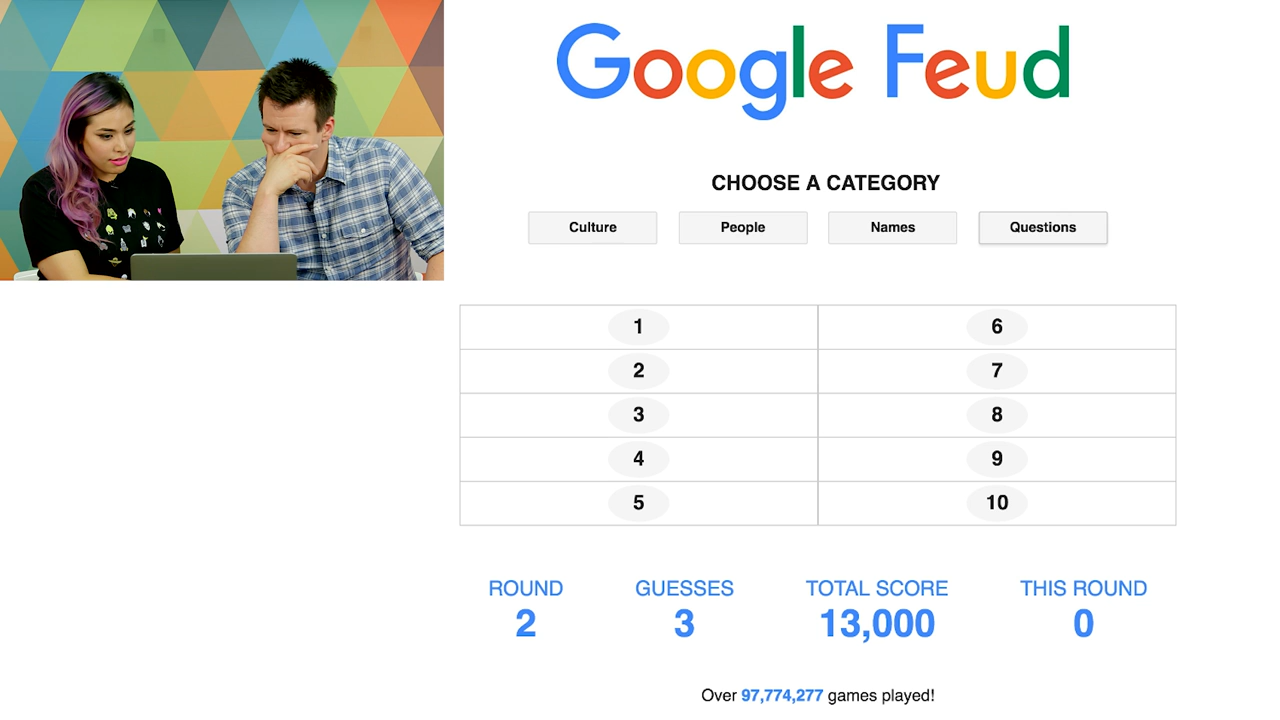 Google Feud
CHOOSE A CATEGORY
Culture People Names Questions
1 6
2 7
3 8
4 9
5 10
ROUND GUESSES TOTAL SCORE THIS ROUND
2 3 13,000 0
Over 97,774,277 games played!